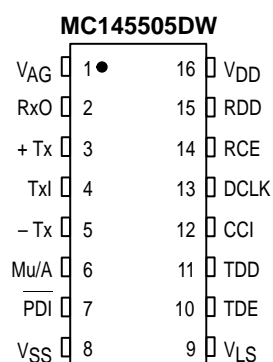 MC145505DW
VAG 1 16 VDD
RxO 2 15 RDD
+ Tx 3 14 RCE
TxI 4 13 DCLK
– Tx 5 12 CCI
Mu/A 6 11 TDD
PDI 7 10 TDE
VSS 8 9 VLS